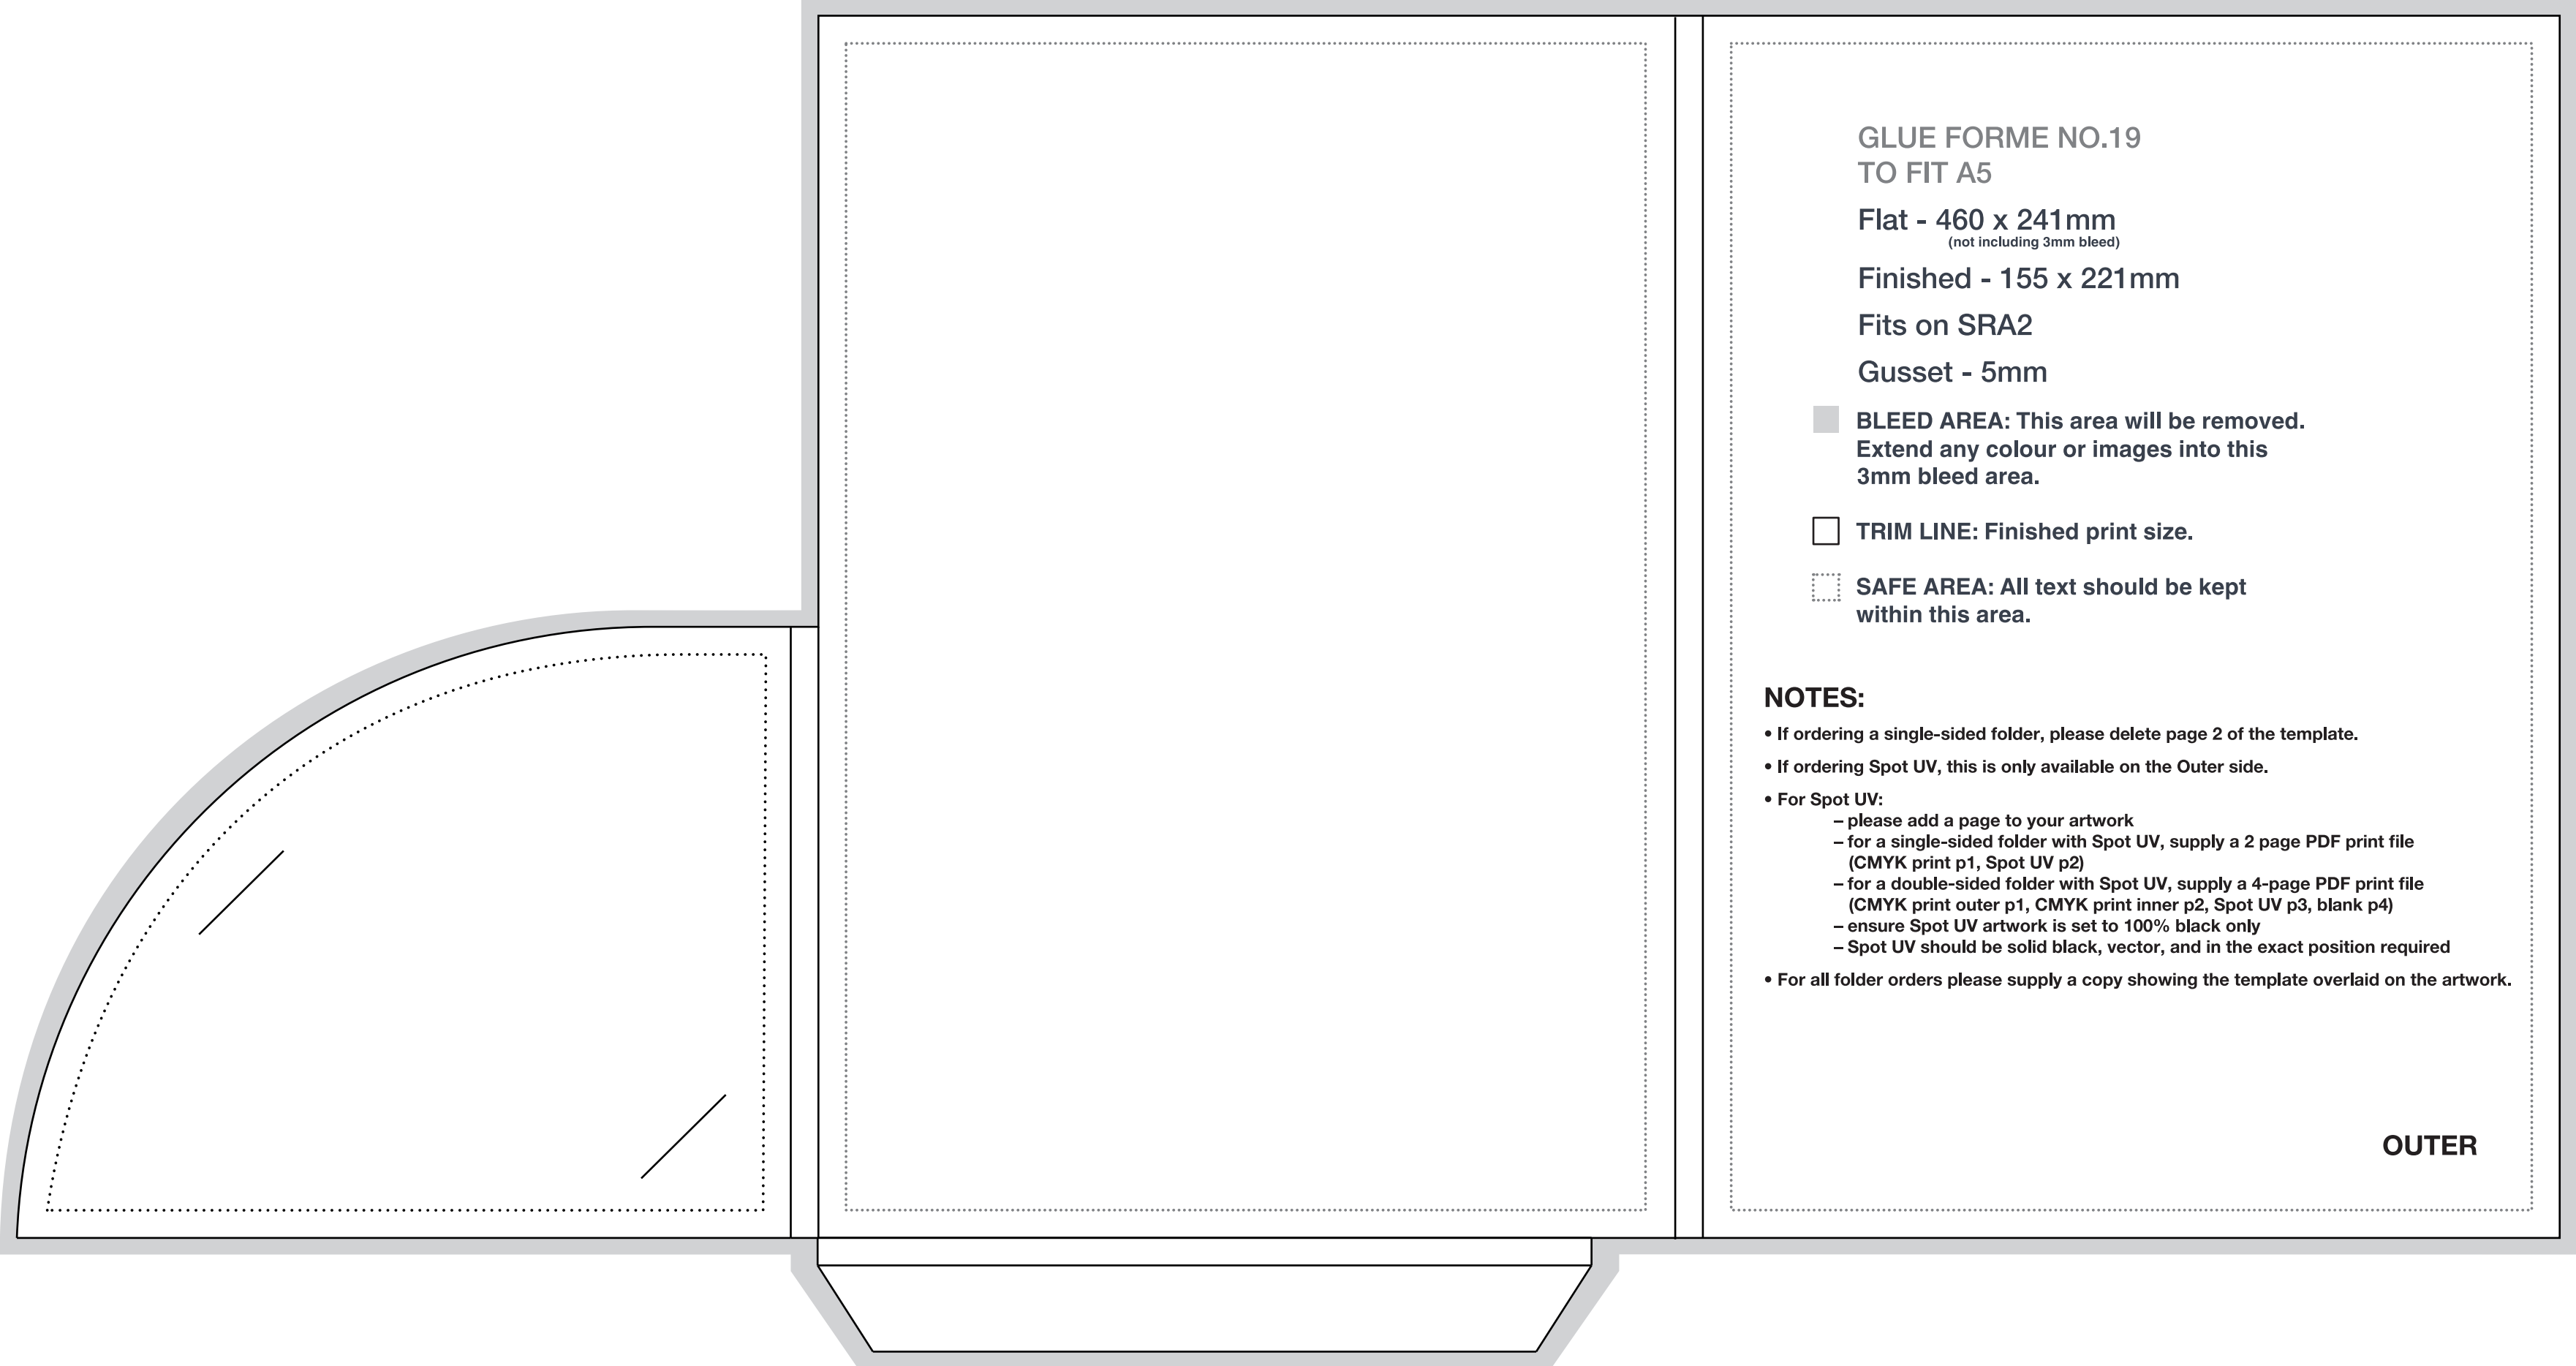 GLUE FORME NO.19
TO FIT A5
Flat - 460 x 241mm
(not including 3mm bleed)
Finished - 155 x 221mm
Fits on SRA2
Gusset - 5mm
BLEED AREA: This area will be removed.
Extend any colour or images into this
3mm bleed area.
TRIM LINE: Finished print size.
SAFE AREA: All text should be kept
within this area.
NOTES:
• If ordering a single-sided folder, please delete page 2 of the template.
• If ordering Spot UV, this is only available on the Outer side.
• For Spot UV:
– please add a page to your artwork
– for a single-sided folder with Spot UV, supply a 2 page PDF print file
(CMYK print p1, Spot UV p2)
– for a double-sided folder with Spot UV, supply a 4-page PDF print file
(CMYK print outer p1, CMYK print inner p2, Spot UV p3, blank p4)
– ensure Spot UV artwork is set to 100% black only
– Spot UV should be solid black, vector, and in the exact position required
• For all folder orders please supply a copy showing the template overlaid on the artwork.
OUTER